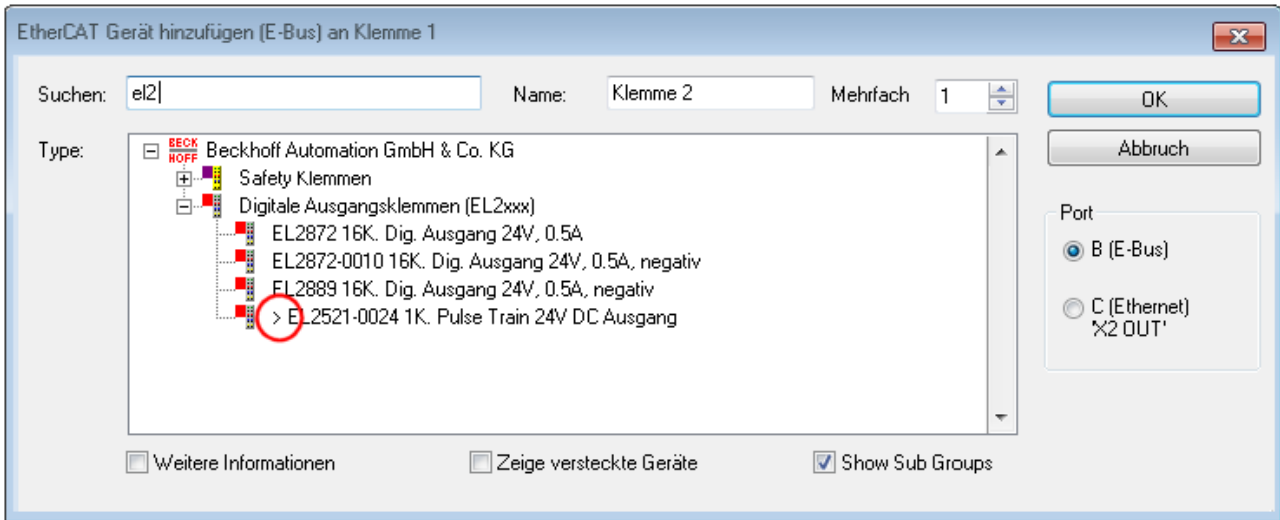 EtherCAT Gerät hinzufügen (E-Bus) an Klemme 1
Suchen: el2 Name: Klemme 2 Mehrfach 1 OK
Type: BECKHOFF Beckhoff Automation GmbH & Co. KG Abbruch
Safety Klemmen
Digitale Ausgangsklemmen (EL2xxx) Port
EL2872 16K. Dig. Ausgang 24V, 0.5A
EL2872-0010 16K. Dig. Ausgang 24V, 0.5A, negativ B (E-Bus)
EL2889 16K. Dig. Ausgang 24V, 0.5A, negativ
> EL2521-0024 1K. Pulse Train 24V DC Ausgang C (Ethernet)
'X2 OUT'
Weitere Informationen Zeige versteckte Geräte Show Sub Groups